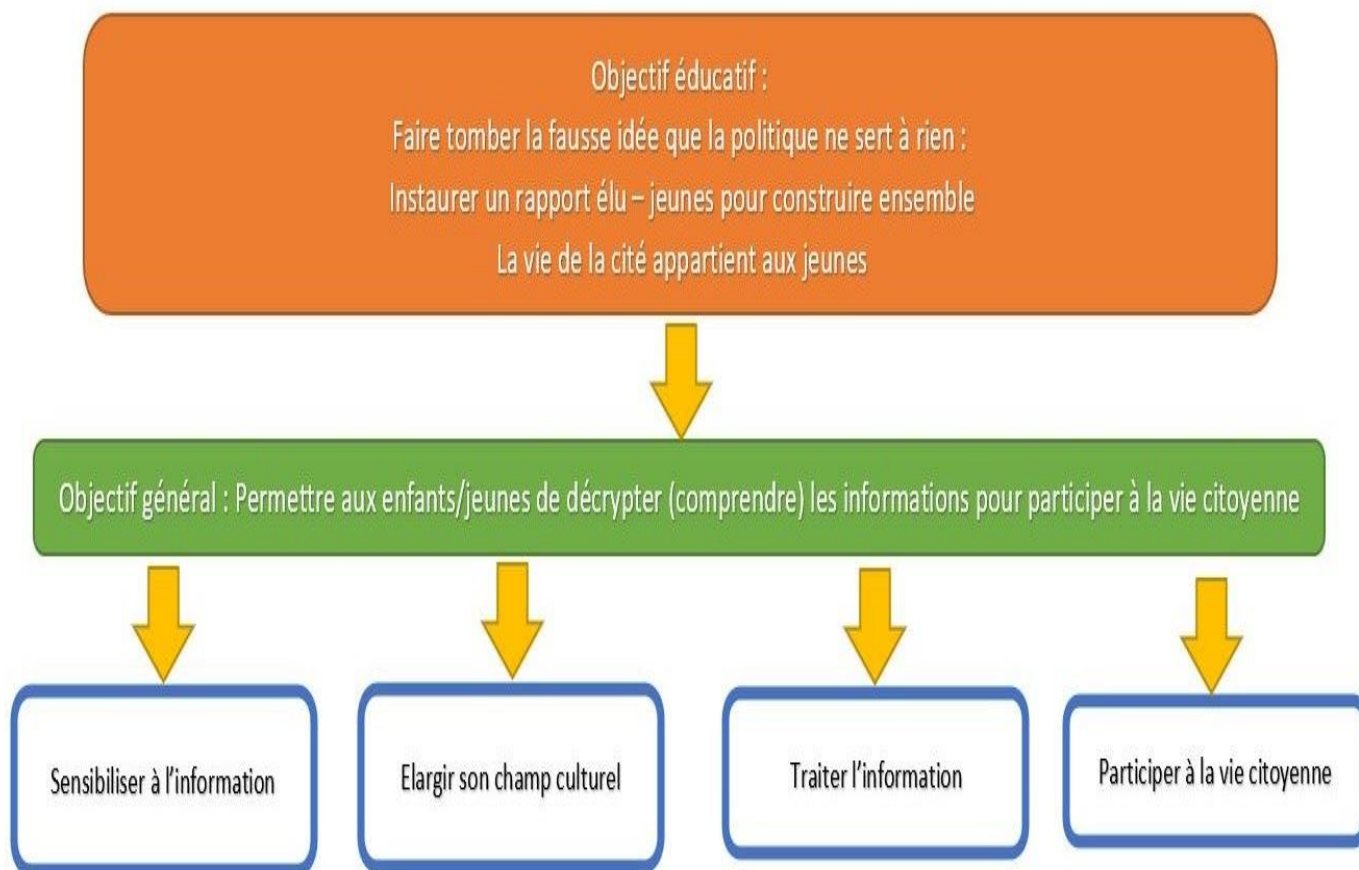 Objectif éducatif :
Faire tomber la fausse idée que la politique ne sert à rien :
Instaurer un rapport élu – jeunes pour construire ensemble
La vie de la cité appartient aux jeunes
Objectif général : Permettre aux enfants/jeunes de décrypter (comprendre) les informations pour participer à la vie citoyenne
Sensibiliser à l'information
Elargir son champ culturel
Traiter l'information
Participer à la vie citoyenne